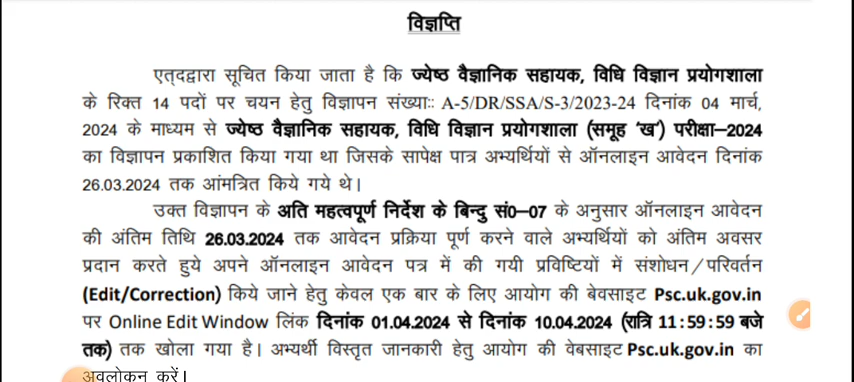 विज्ञप्ति
एतद्द्वारा सूचित किया जाता है कि ज्येष्ठ वैज्ञानिक सहायक, विधि विज्ञान प्रयोगशाला
के रिक्त 14 पदों पर चयन हेतु विज्ञापन संख्याः A-5/DR/SSA/S-3/2023-24 दिनांक 04 मार्च,
2024 के माध्यम से ज्येष्ठ वैज्ञानिक सहायक, विधि विज्ञान प्रयोगशाला (समूह ‘ख’) परीक्षा–2024
का विज्ञापन प्रकाशित किया गया था जिसके सापेक्ष पात्र अभ्यर्थियों से ऑनलाइन आवेदन दिनांक
26.03.2024 तक आंमत्रित किये गये थे।
उक्त विज्ञापन के अति महत्वपूर्ण निर्देश के बिन्दु सं0–07 के अनुसार ऑनलाइन आवेदन
की अंतिम तिथि 26.03.2024 तक आवेदन प्रक्रिया पूर्ण करने वाले अभ्यर्थियों को अंतिम अवसर
प्रदान करते हुये अपने ऑनलाइन आवेदन पत्र में की गयी प्रविष्टियों में संशोधन/परिवर्तन
(Edit/Correction) किये जाने हेतु केवल एक बार के लिए आयोग की बेवसाइट Psc.uk.gov.in
पर Online Edit Window लिंक दिनांक 01.04.2024 से दिनांक 10.04.2024 (रात्रि 11:59:59 बजे
तक) तक खोला गया है। अभ्यर्थी विस्तृत जानकारी हेतु आयोग की वेबसाइट Psc.uk.gov.in का
अवलोकन करें।